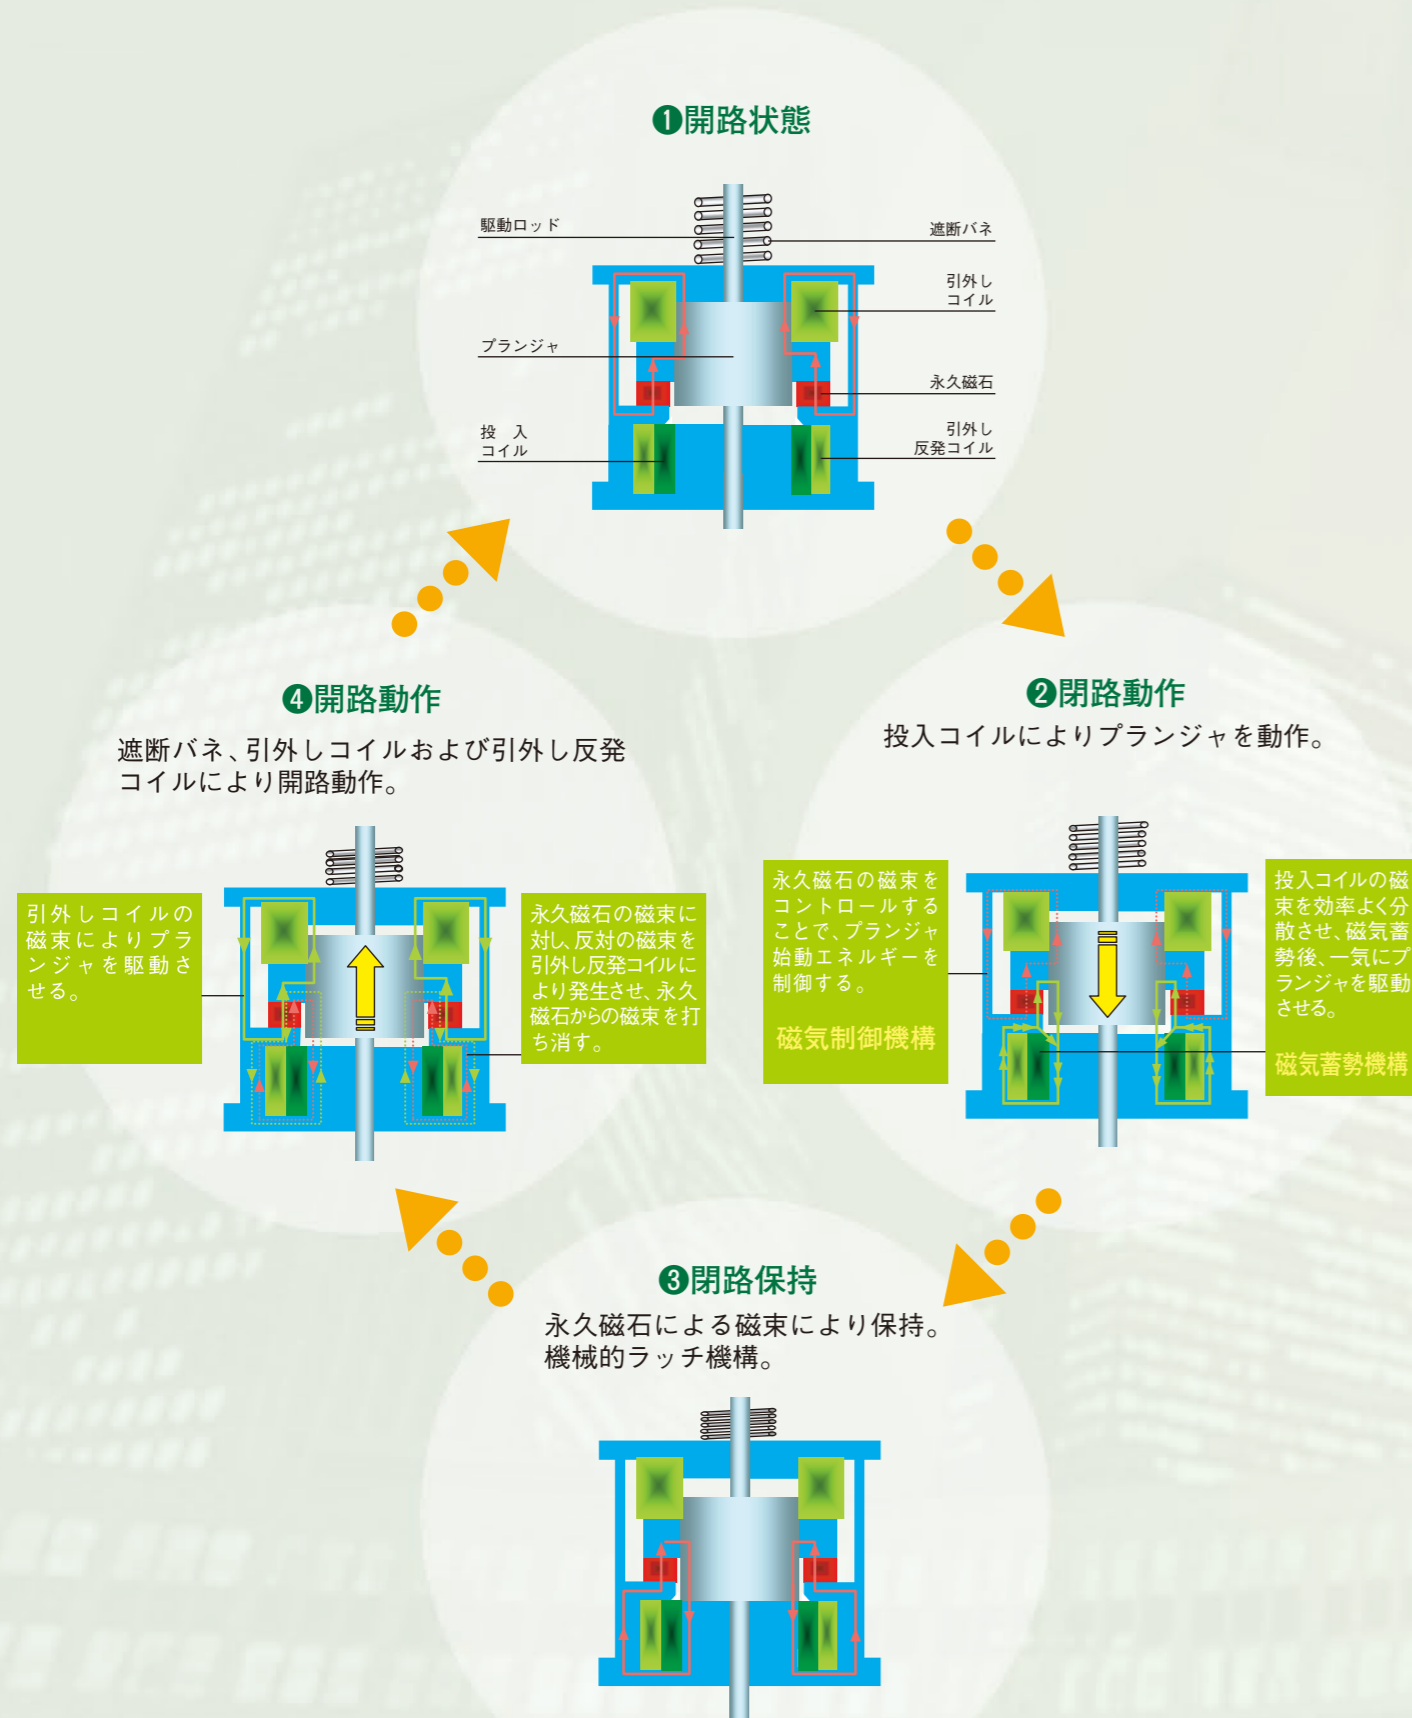 ❶開路状態
駆動ロッド
遮断バネ
引外し
コイル
プランジャ
永久磁石
投　入
コイル
引外し
反発コイル
❷閉路動作
投入コイルによりプランジャを動作。
永久磁石の磁束を
コントロールする
ことで、プランジャ
始動エネルギーを
制御する。
磁気制御機構
投入コイルの磁
束を効率よく分
散させ、磁気蓄
勢後、一気にプ
ランジャを駆動
させる。
磁気蓄勢機構
❸閉路保持
永久磁石による磁束により保持。
機械的ラッチ機構。
❹開路動作
遮断バネ、引外しコイルおよび引外し反発
コイルにより開路動作。
引外しコイルの
磁束によりプラ
ンジャを駆動さ
せる。
永久磁石の磁束に
対し、反対の磁束を
引外し反発コイルに
より発生させ、永久
磁石からの磁束を打
ち消す。